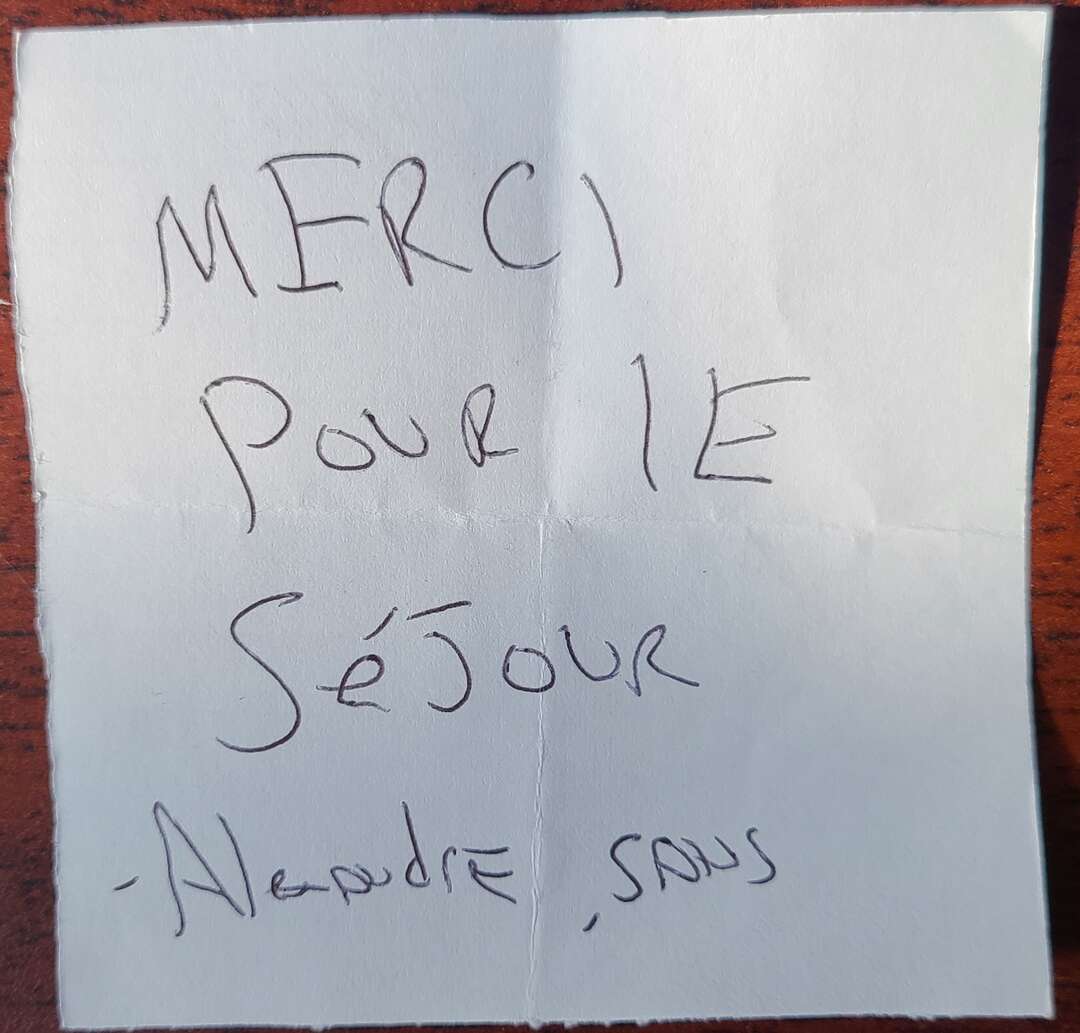 MERCI
POUR lE
SéJOUR
- AlexandrE, SANS